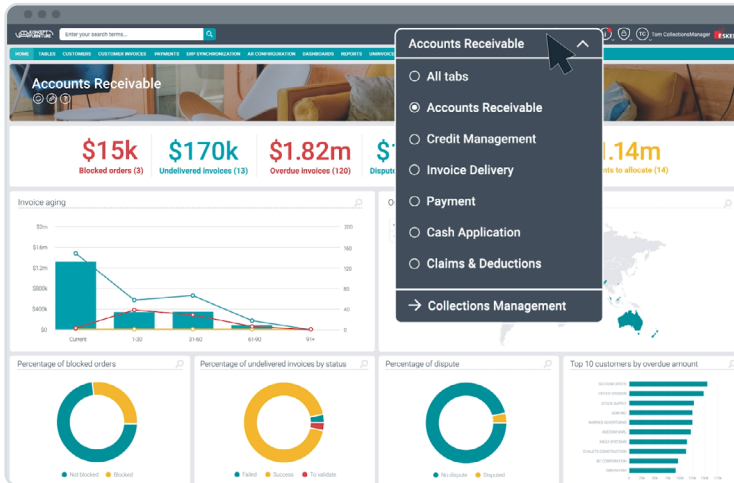 Enter your search terms...
Tom CollectionsManager
HOME TABLES CUSTOMERS CUSTOMER INVOICES PAYMENTS ERP SYNCHRONIZATION AR CONFIGURATION DASHBOARDS REPORTS
Accounts Receivable
Accounts Receivable
All tabs
Accounts Receivable
Credit Management
Invoice Delivery
Payment
Cash Application
Claims & Deductions
Collections Management
$15k
Blocked orders (3)
$170k
Undelivered invoices (13)
$1.82m
Overdue invoices (120)
.14m
to allocate (14)
Invoice aging
$2m
$1.6m
$1.2m
$800k
$400k
$0
200
160
120
80
40
0
Current 1-30 31-60 61-90 91+
Percentage of blocked orders
Not blocked Blocked
Percentage of undelivered invoices by status
Failed Success To validate
Percentage of dispute
No dispute Disputed
Top 10 customers by overdue amount